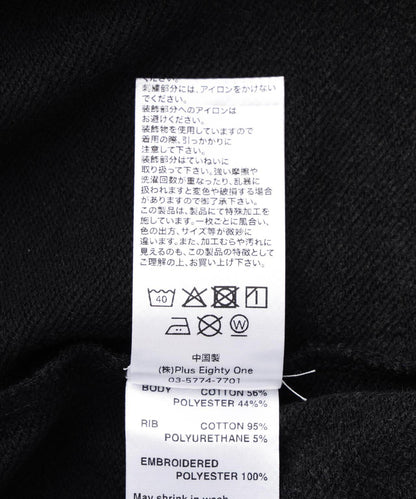 ください。
刺繍部分には、アイロンをかけない
でください。
装飾部分へのアイロンは
お避けください。
装飾物を使用していますので
着用の際、引っかかりに
注意して下さい。
装飾部分はていねいに
取り扱って下さい。強い摩擦や
洗濯回数が重なったり、乱暴に
扱われますと変色や破損する場合
がありますので御了承下さい。
この製品は、製品にて特殊加工を
施しています。一枚ごとに風合い、
色の出方、サイズ等が微妙に
違います。また、加工むらや汚れに
見えるのも、この製品の特徴として
ご理解の上、お買い上げ下さい。
40
W
中国製
(株)Plus Eighty One
03-5774-7701
BODY COTTON 56%
POLYESTER 44%
RIB COTTON 95%
POLYURETHANE 5%
EMBROIDERED
POLYESTER 100%
May shrink in wash